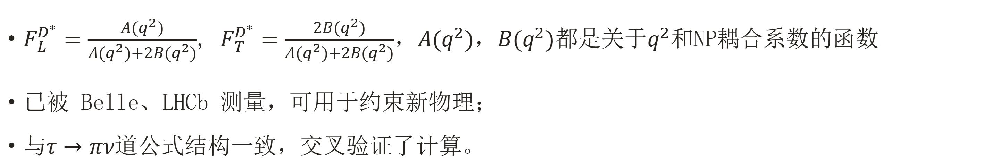 • $F_L^{D^*} = \frac{A(q^2)}{A(q^2)+2B(q^2)}$, $F_T^{D^*} = \frac{2B(q^2)}{A(q^2)+2B(q^2)}$，$A(q^2)$，$B(q^2)$都是关于$q^2$和NP耦合系数的函数
• 已被 Belle、LHCb 测量，可用于约束新物理；
• 与$\tau \to \pi\nu$道公式结构一致，交叉验证了计算。